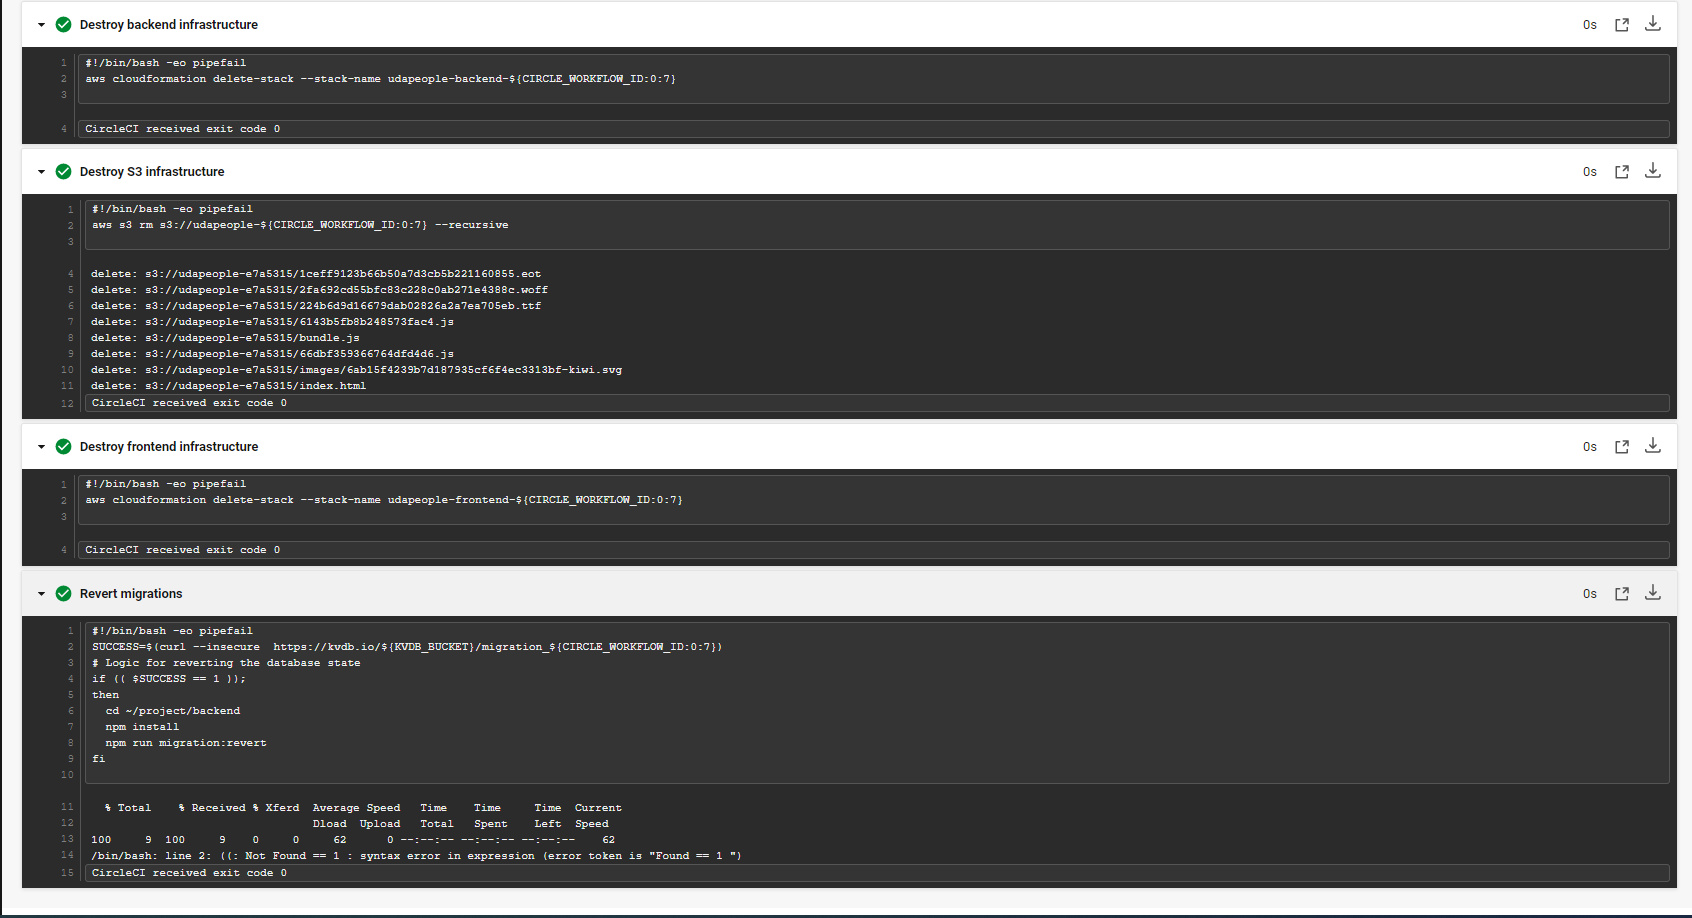 Destroy backend infrastructure 0s
1 #!/bin/bash -eo pipefail
2 aws cloudformation delete-stack --stack-name udapeople-backend-${CIRCLE_WORKFLOW_ID:0:7}
3
4 CircleCI received exit code 0
Destroy S3 infrastructure 0s
1 #!/bin/bash -eo pipefail
2 aws s3 rm s3://udapeople-${CIRCLE_WORKFLOW_ID:0:7} --recursive
3
4 delete: s3://udapeople-e7a5315/1ceff9123b66b50a7d3cb5b221160855.eot
5 delete: s3://udapeople-e7a5315/2fa692cd55bfc83c228c0ab271e4388c.woff
6 delete: s3://udapeople-e7a5315/224b6d9d16679dab02826a2a7ea705eb.ttf
7 delete: s3://udapeople-e7a5315/6143b5fb8b248573fac4.js
8 delete: s3://udapeople-e7a5315/bundle.js
9 delete: s3://udapeople-e7a5315/66dbf359366764dfd4d6.js
10 delete: s3://udapeople-e7a5315/images/6ab15f4239b7d187935cf6f4ec3313bf-kiwi.svg
11 delete: s3://udapeople-e7a5315/index.html
12 CircleCI received exit code 0
Destroy frontend infrastructure 0s
1 #!/bin/bash -eo pipefail
2 aws cloudformation delete-stack --stack-name udapeople-frontend-${CIRCLE_WORKFLOW_ID:0:7}
3
4 CircleCI received exit code 0
Revert migrations 0s
1 #!/bin/bash -eo pipefail
2 SUCCESS=$(curl --insecure  https://kvdb.io/${KVDB_BUCKET}/migration_${CIRCLE_WORKFLOW_ID:0:7})
3 # Logic for reverting the database state
4 if (( $SUCCESS == 1 ));
5 then
6   cd ~/project/backend
7   npm install
8   npm run migration:revert
9 fi
10
11 % Total    % Received % Xferd  Average Speed   Time    Time     Time  Current
12 Dload  Upload   Total   Spent    Left  Speed
13 100     9  100     9    0     0     62      0 --:--:-- --:--:-- --:--:--    62
14 /bin/bash: line 2: ((: Not Found == 1 : syntax error in expression (error token is "Found == 1 ")
15 CircleCI received exit code 0